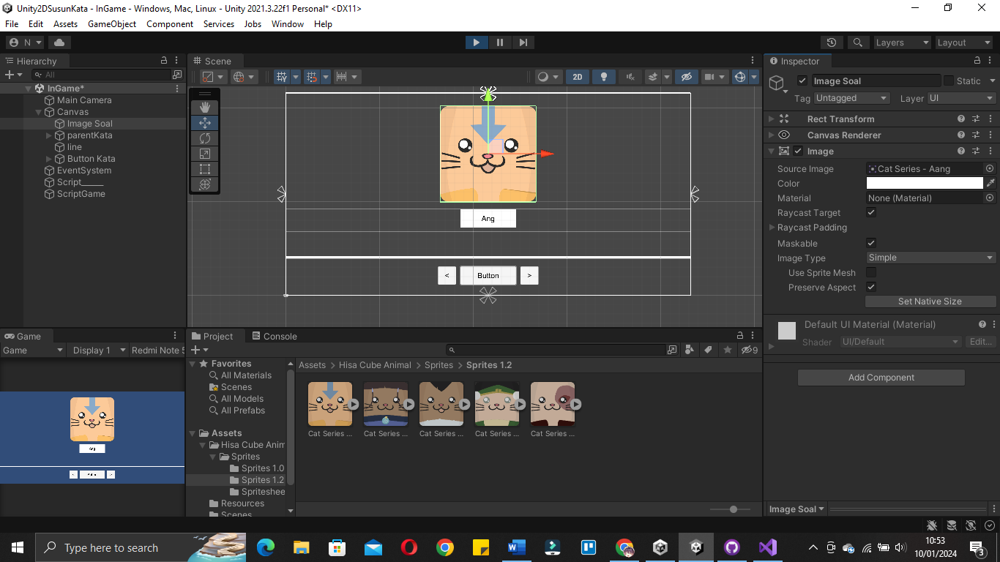 Unity2DSusunKata - InGame - Windows, Mac, Linux - Unity 2021.3.22f1 Personal* <DX11>
File Edit Assets GameObject Component Services Jobs Window Help
N
Layers
Layout
Hierarchy
All
InGame*
Main Camera
Canvas
Image Soal
parentKata
line
Button Kata
EventSystem
Script_____
ScriptGame
Scene
2D
Ang
< Button >
Inspector
Image Soal
Static
Tag Untagged Layer UI
Rect Transform
Canvas Renderer
Image
Source Image Cat Series - Aang
Color
Material None (Material)
Raycast Target
Raycast Padding
Maskable
Image Type Simple
Use Sprite Mesh
Preserve Aspect
Set Native Size
Default UI Material (Material)
Shader UI/Default Edit...
Add Component
Image Soal
Game
Game Display 1 Redmi Note 5
Ang
Project Console
9
Favorites
All Materials
Scenes
All Models
All Prefabs
Assets
Hisa Cube Anim
Sprites
Sprites 1.0
Sprites 1.2
Spriteshee
Resources
Scenes
Assets > Hisa Cube Animal > Sprites > Sprites 1.2
Cat Series ... Cat Series ... Cat Series ... Cat Series ... Cat Series ...
Type here to search
10:53
10/01/2024
3